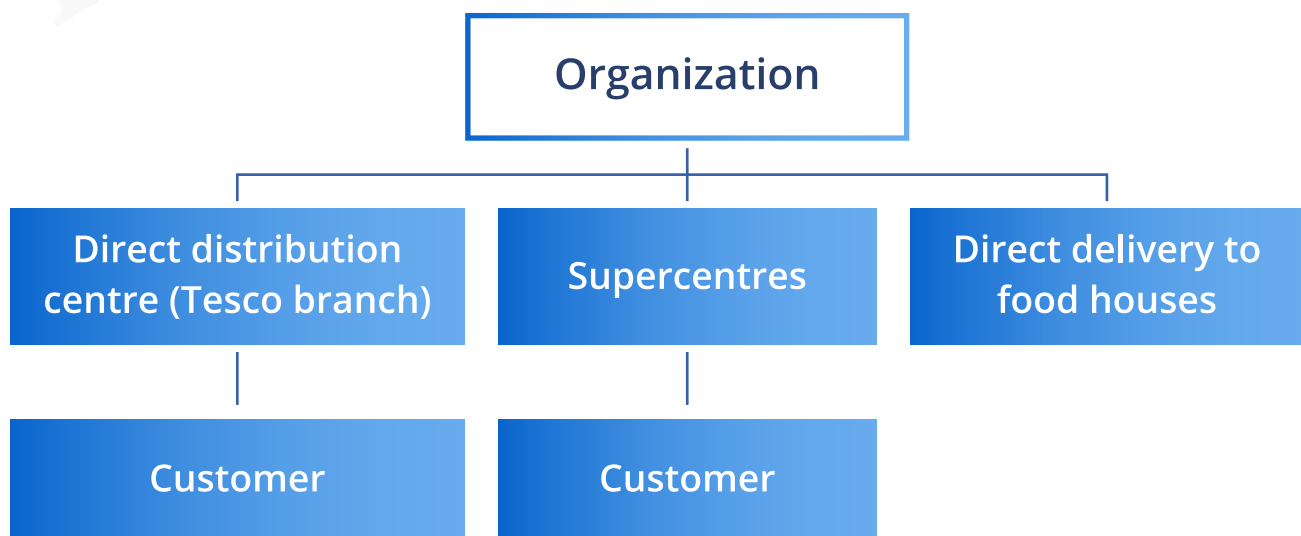 Organization
Direct distribution
centre (Tesco branch)
Supercentres
Direct delivery to
food houses
Customer
Customer